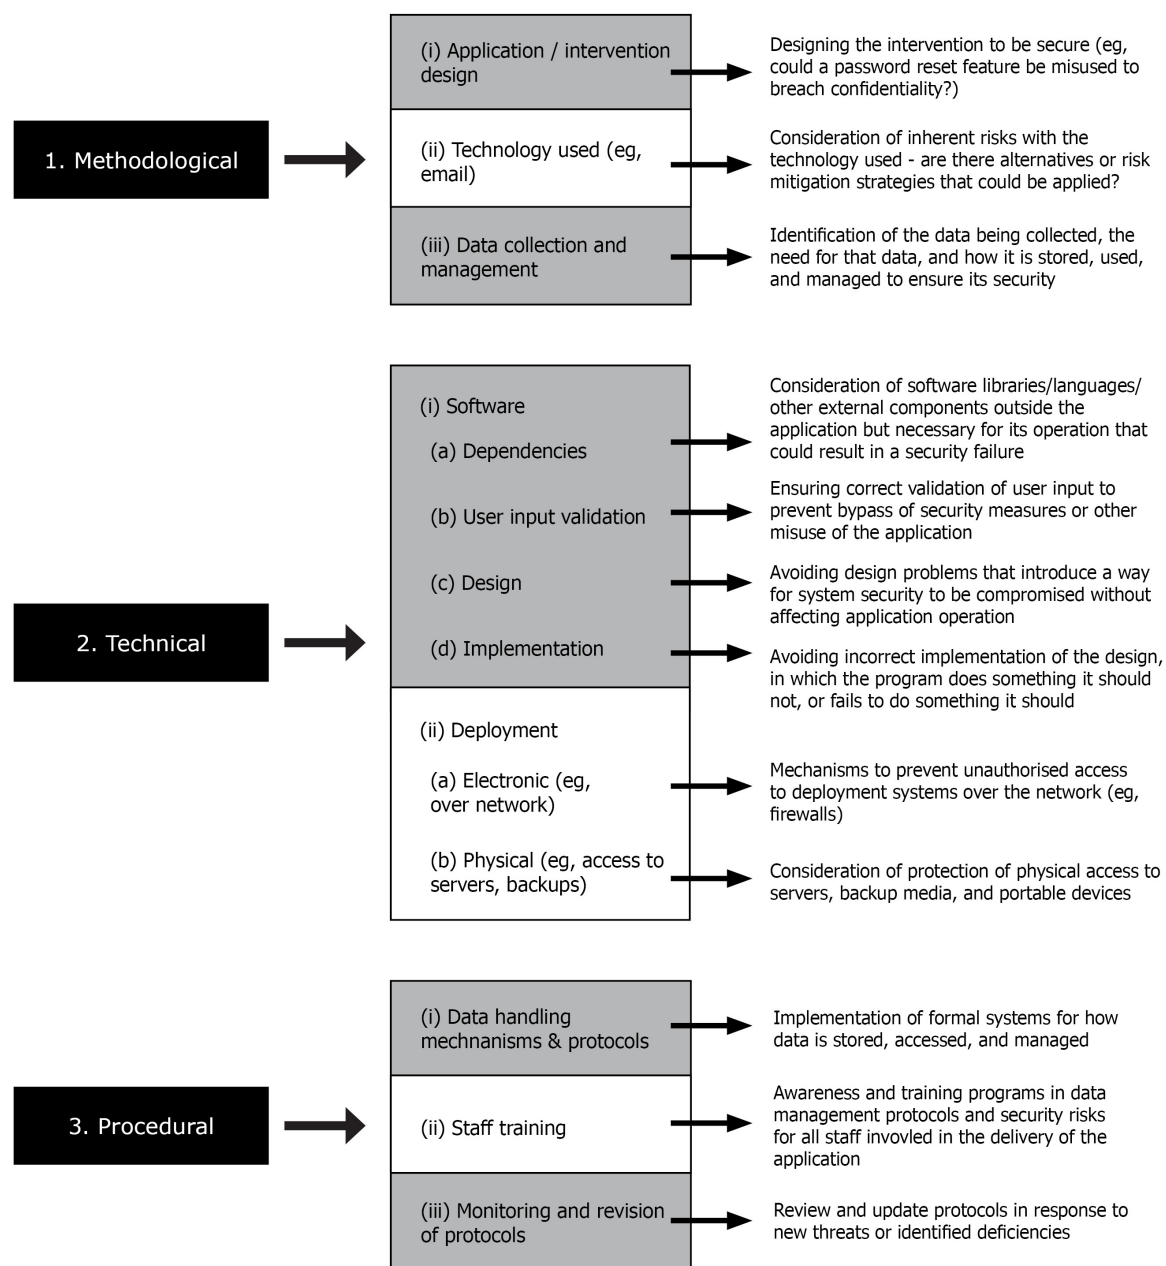 1. Methodological
(i) Application / intervention
design
Designing the intervention to be secure (eg,
could a password reset feature be misused to
breach confidentiality?)
(ii) Technology used (eg,
email)
Consideration of inherent risks with the
technology used - are there alternatives or risk
mitigation strategies that could be applied?
(iii) Data collection and
management
Identification of the data being collected, the
need for that data, and how it is stored, used,
and managed to ensure its security
2. Technical
(i) Software
(a) Dependencies
Consideration of software libraries/languages/
other external components outside the
application but necessary for its operation that
could result in a security failure
(b) User input validation
Ensuring correct validation of user input to
prevent bypass of security measures or other
misuse of the application
(c) Design
Avoiding design problems that introduce a way
for system security to be compromised without
affecting application operation
(d) Implementation
Avoiding incorrect implementation of the design,
in which the program does something it should
not, or fails to do something it should
(ii) Deployment
(a) Electronic (eg,
over network)
Mechanisms to prevent unauthorised access
to deployment systems over the network (eg,
firewalls)
(b) Physical (eg, access to
servers, backups)
Consideration of protection of physical access to
servers, backup media, and portable devices
3. Procedural
(i) Data handling
mechnanisms & protocols
Implementation of formal systems for how
data is stored, accessed, and managed
(ii) Staff training
Awareness and training programs in data
management protocols and security risks
for all staff invovled in the delivery of the
application
(iii) Monitoring and revision
of protocols
Review and update protocols in response to
new threats or identified deficiencies